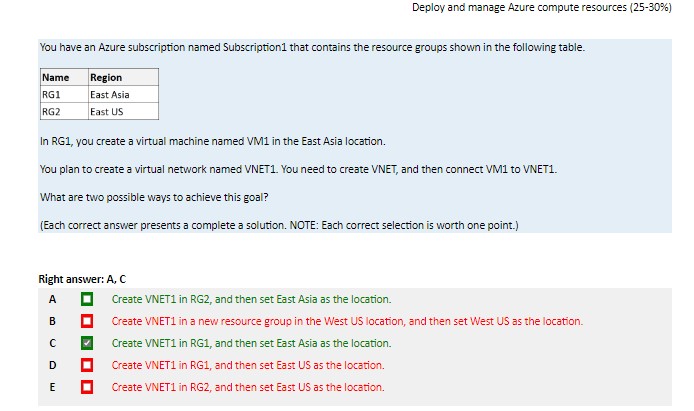 Deploy and manage Azure compute resources (25-30%)
You have an Azure subscription named Subscription1 that contains the resource groups shown in the following table.
Name Region
RG1 East Asia
RG2 East US
In RG1, you create a virtual machine named VM1 in the East Asia location.
You plan to create a virtual network named VNET1. You need to create VNET, and then connect VM1 to VNET1.
What are two possible ways to achieve this goal?
(Each correct answer presents a complete a solution. NOTE: Each correct selection is worth one point.)
Right answer: A, C
A Create VNET1 in RG2, and then set East Asia as the location.
B Create VNET1 in a new resource group in the West US location, and then set West US as the location.
C Create VNET1 in RG1, and then set East Asia as the location.
D Create VNET1 in RG1, and then set East US as the location.
E Create VNET1 in RG2, and then set East US as the location.